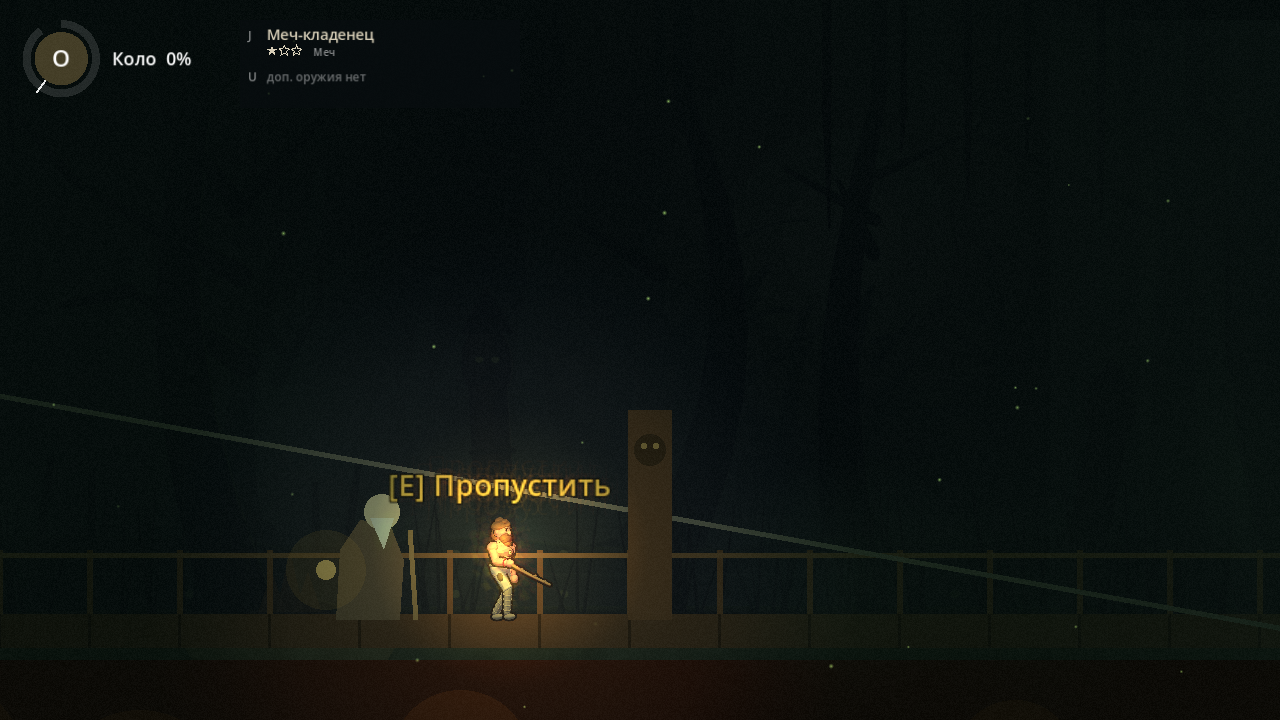 O
Коло 0%
J Меч-кладенец
★☆☆ Меч
U доп. оружия нет
[E] Пропустить